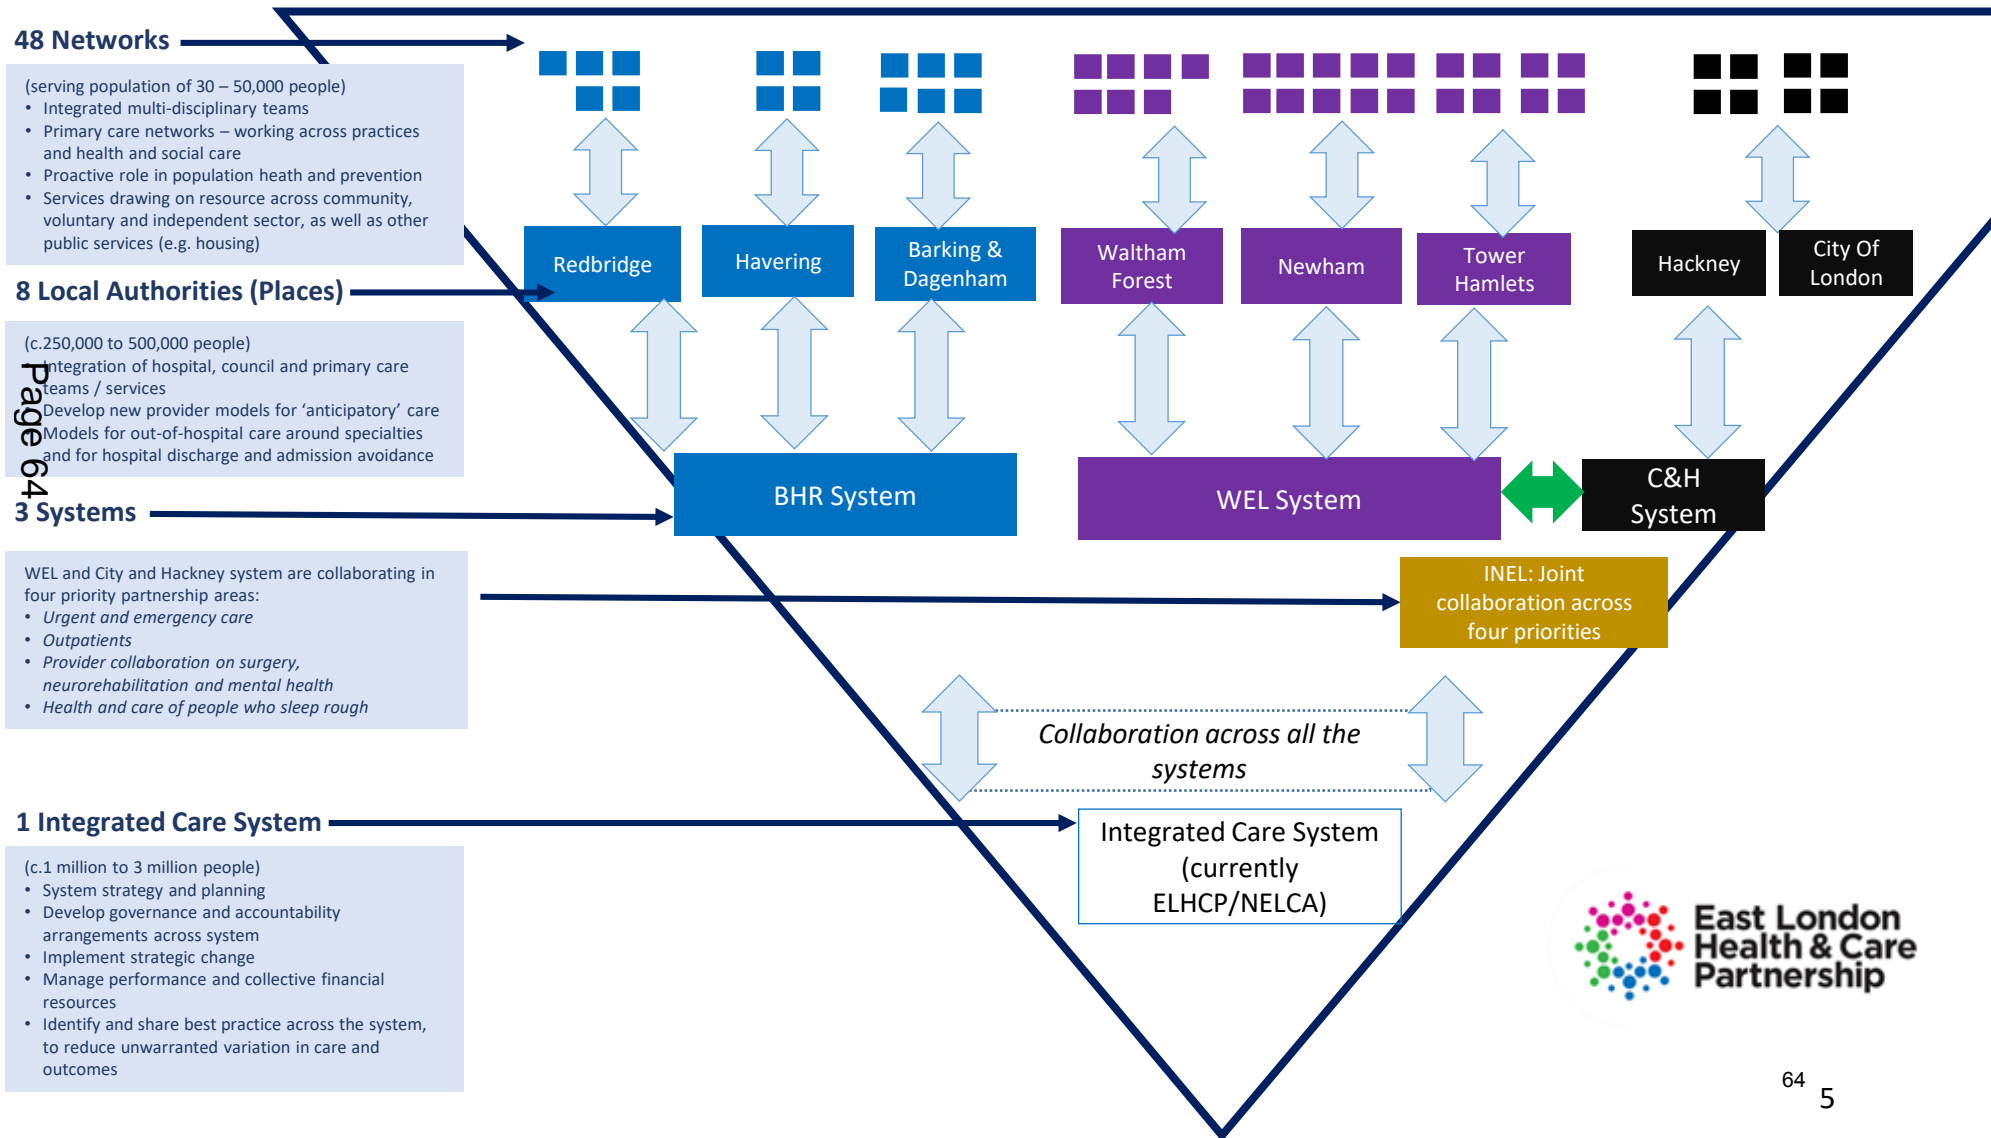 48 Networks
(serving population of 30 – 50,000 people)
• Integrated multi-disciplinary teams
• Primary care networks – working across practices
and health and social care
• Proactive role in population heath and prevention
• Services drawing on resource across community,
voluntary and independent sector, as well as other
public services (e.g. housing)
8 Local Authorities (Places)
(c.250,000 to 500,000 people)
Integration of hospital, council and primary care
teams / services
Develop new provider models for ‘anticipatory’ care
Models for out-of-hospital care around specialties
and for hospital discharge and admission avoidance
Page 64
3 Systems
WEL and City and Hackney system are collaborating in
four priority partnership areas:
• Urgent and emergency care
• Outpatients
• Provider collaboration on surgery,
neurorehabilitation and mental health
• Health and care of people who sleep rough
1 Integrated Care System
(c.1 million to 3 million people)
• System strategy and planning
• Develop governance and accountability
arrangements across system
• Implement strategic change
• Manage performance and collective financial
resources
• Identify and share best practice across the system,
to reduce unwarranted variation in care and
outcomes
Redbridge
Havering
Barking &
Dagenham
Waltham
Forest
Newham
Tower
Hamlets
Hackney
City Of
London
BHR System
WEL System
C&H
System
INEL: Joint
collaboration across
four priorities
Collaboration across all the
systems
Integrated Care System
(currently
ELHCP/NELCA)
East London
Health & Care
Partnership
64
5